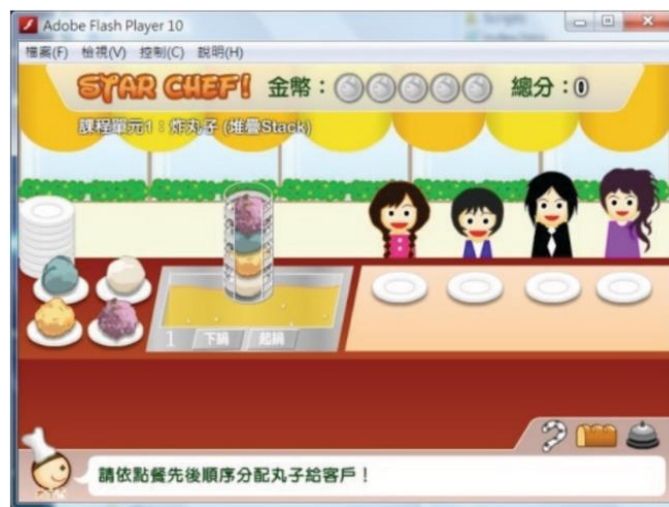 Adobe Flash Player 10
檔案(F) 檢視(V) 控制(C) 說明(H)
STAR CHEF! 金幣： 總分：0
課程單元1：炸丸子 (堆疊Stack)
1 下鍋 起鍋
請依點餐先後順序分配丸子給客戶！